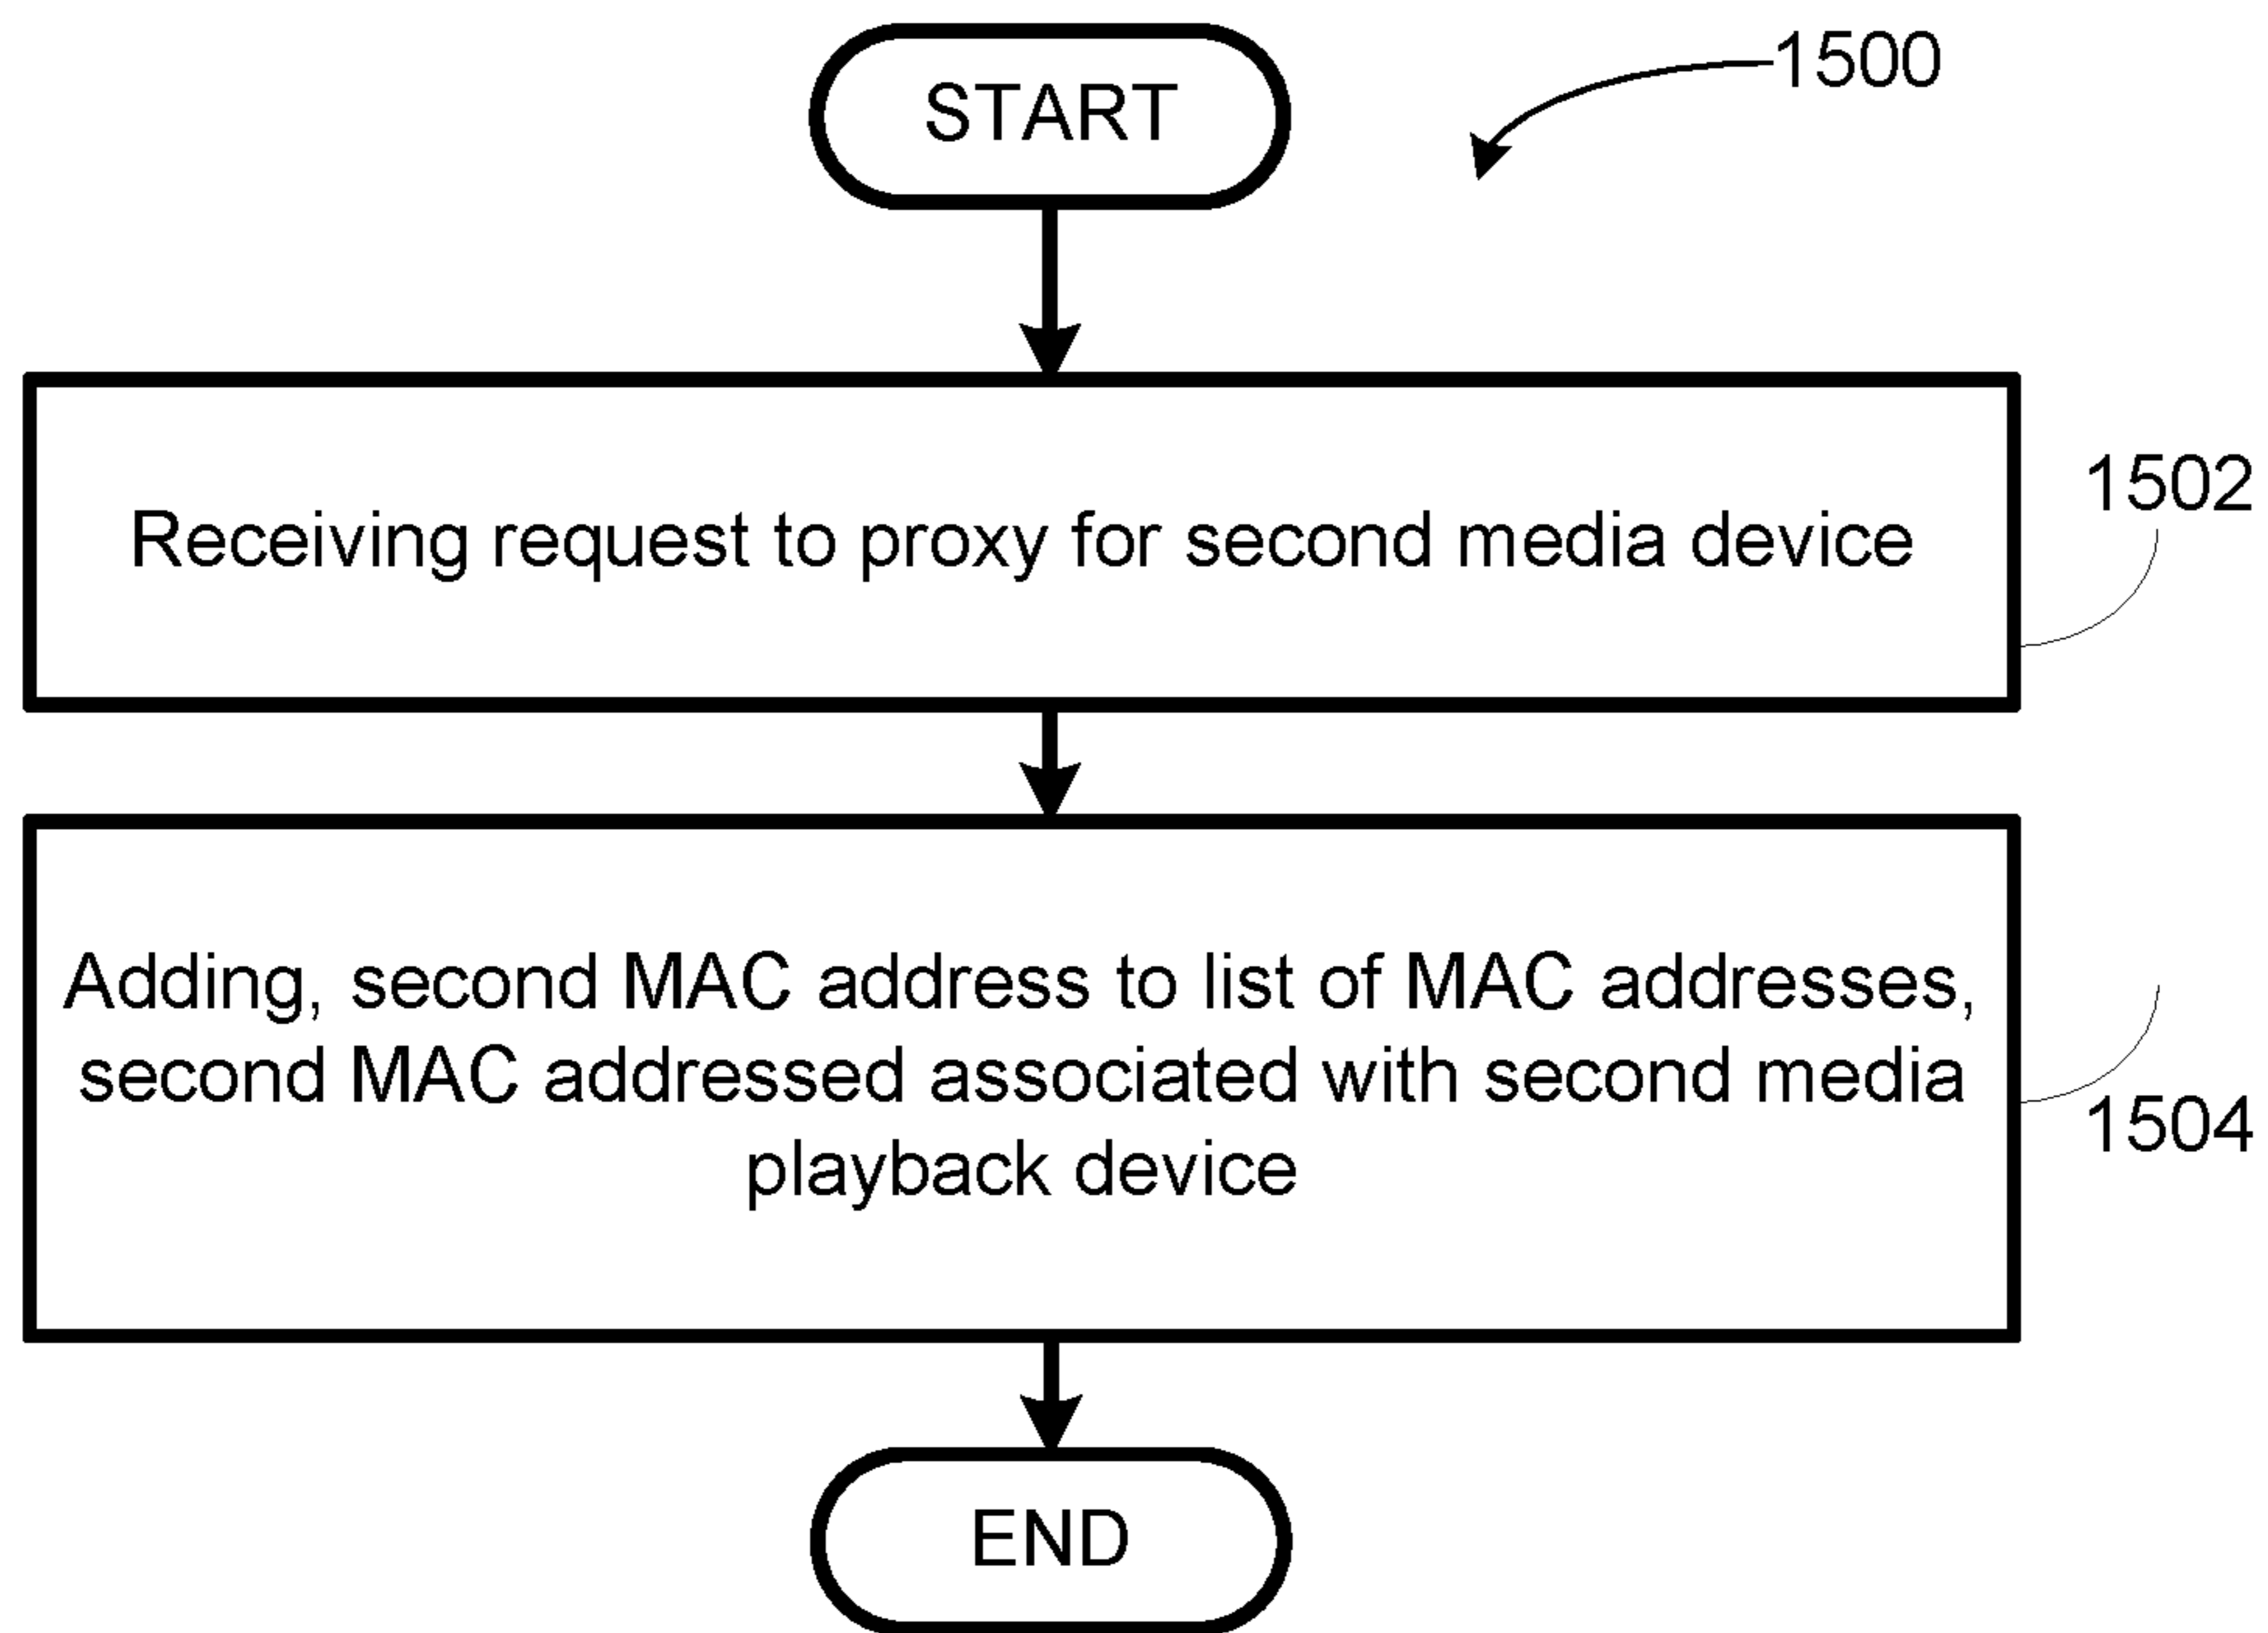 START
1500
Receiving request to proxy for second media device
1502
Adding, second MAC address to list of MAC addresses,
second MAC addressed associated with second media
playback device
1504
END